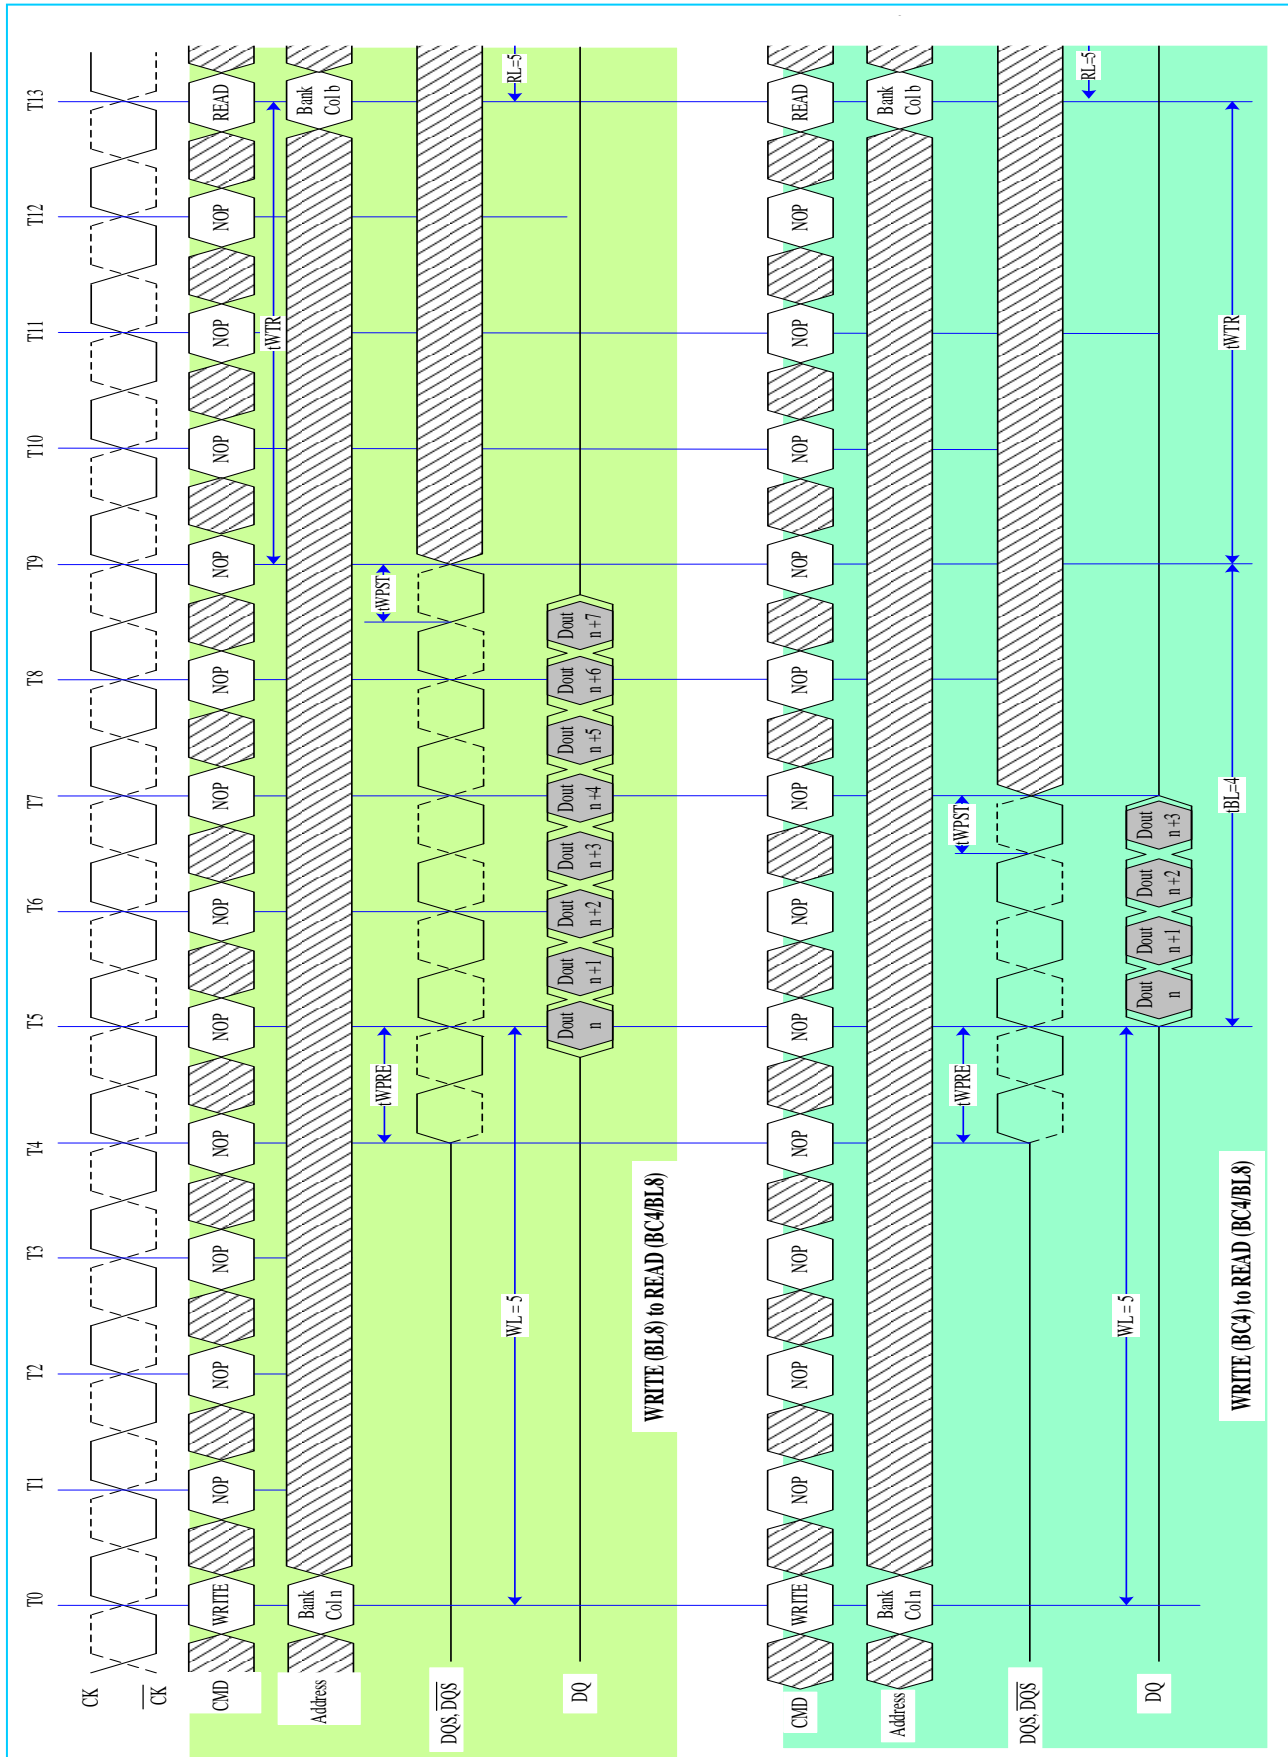 T0 T1 T2 T3 T4 T5 T6 T7 T8 T9 T10 T11 T12 T13
CK
CK
CMD WRITE NOP NOP NOP NOP NOP NOP NOP NOP NOP NOP NOP NOP READ
tWTR
Address
Bank
Col n
Bank
Col b
tWPRE tWPST
DQS, DQS
WL = 5 RL=5
DQ
Dout
n
Dout
n+1
Dout
n+2
Dout
n+3
Dout
n+4
Dout
n+5
Dout
n+6
Dout
n+7
WRITE (BL8) to READ (BC4/BL8)
CMD WRITE NOP NOP NOP NOP NOP NOP NOP NOP NOP NOP NOP NOP READ
Address
Bank
Col n
Bank
Col b
tWPRE tWPST
DQS, DQS
RL=5
WL = 5
DQ
Dout
n
Dout
n+1
Dout
n+2
Dout
n+3
tBL=4 tWTR
WRITE (BC4) to READ (BC4/BL8)